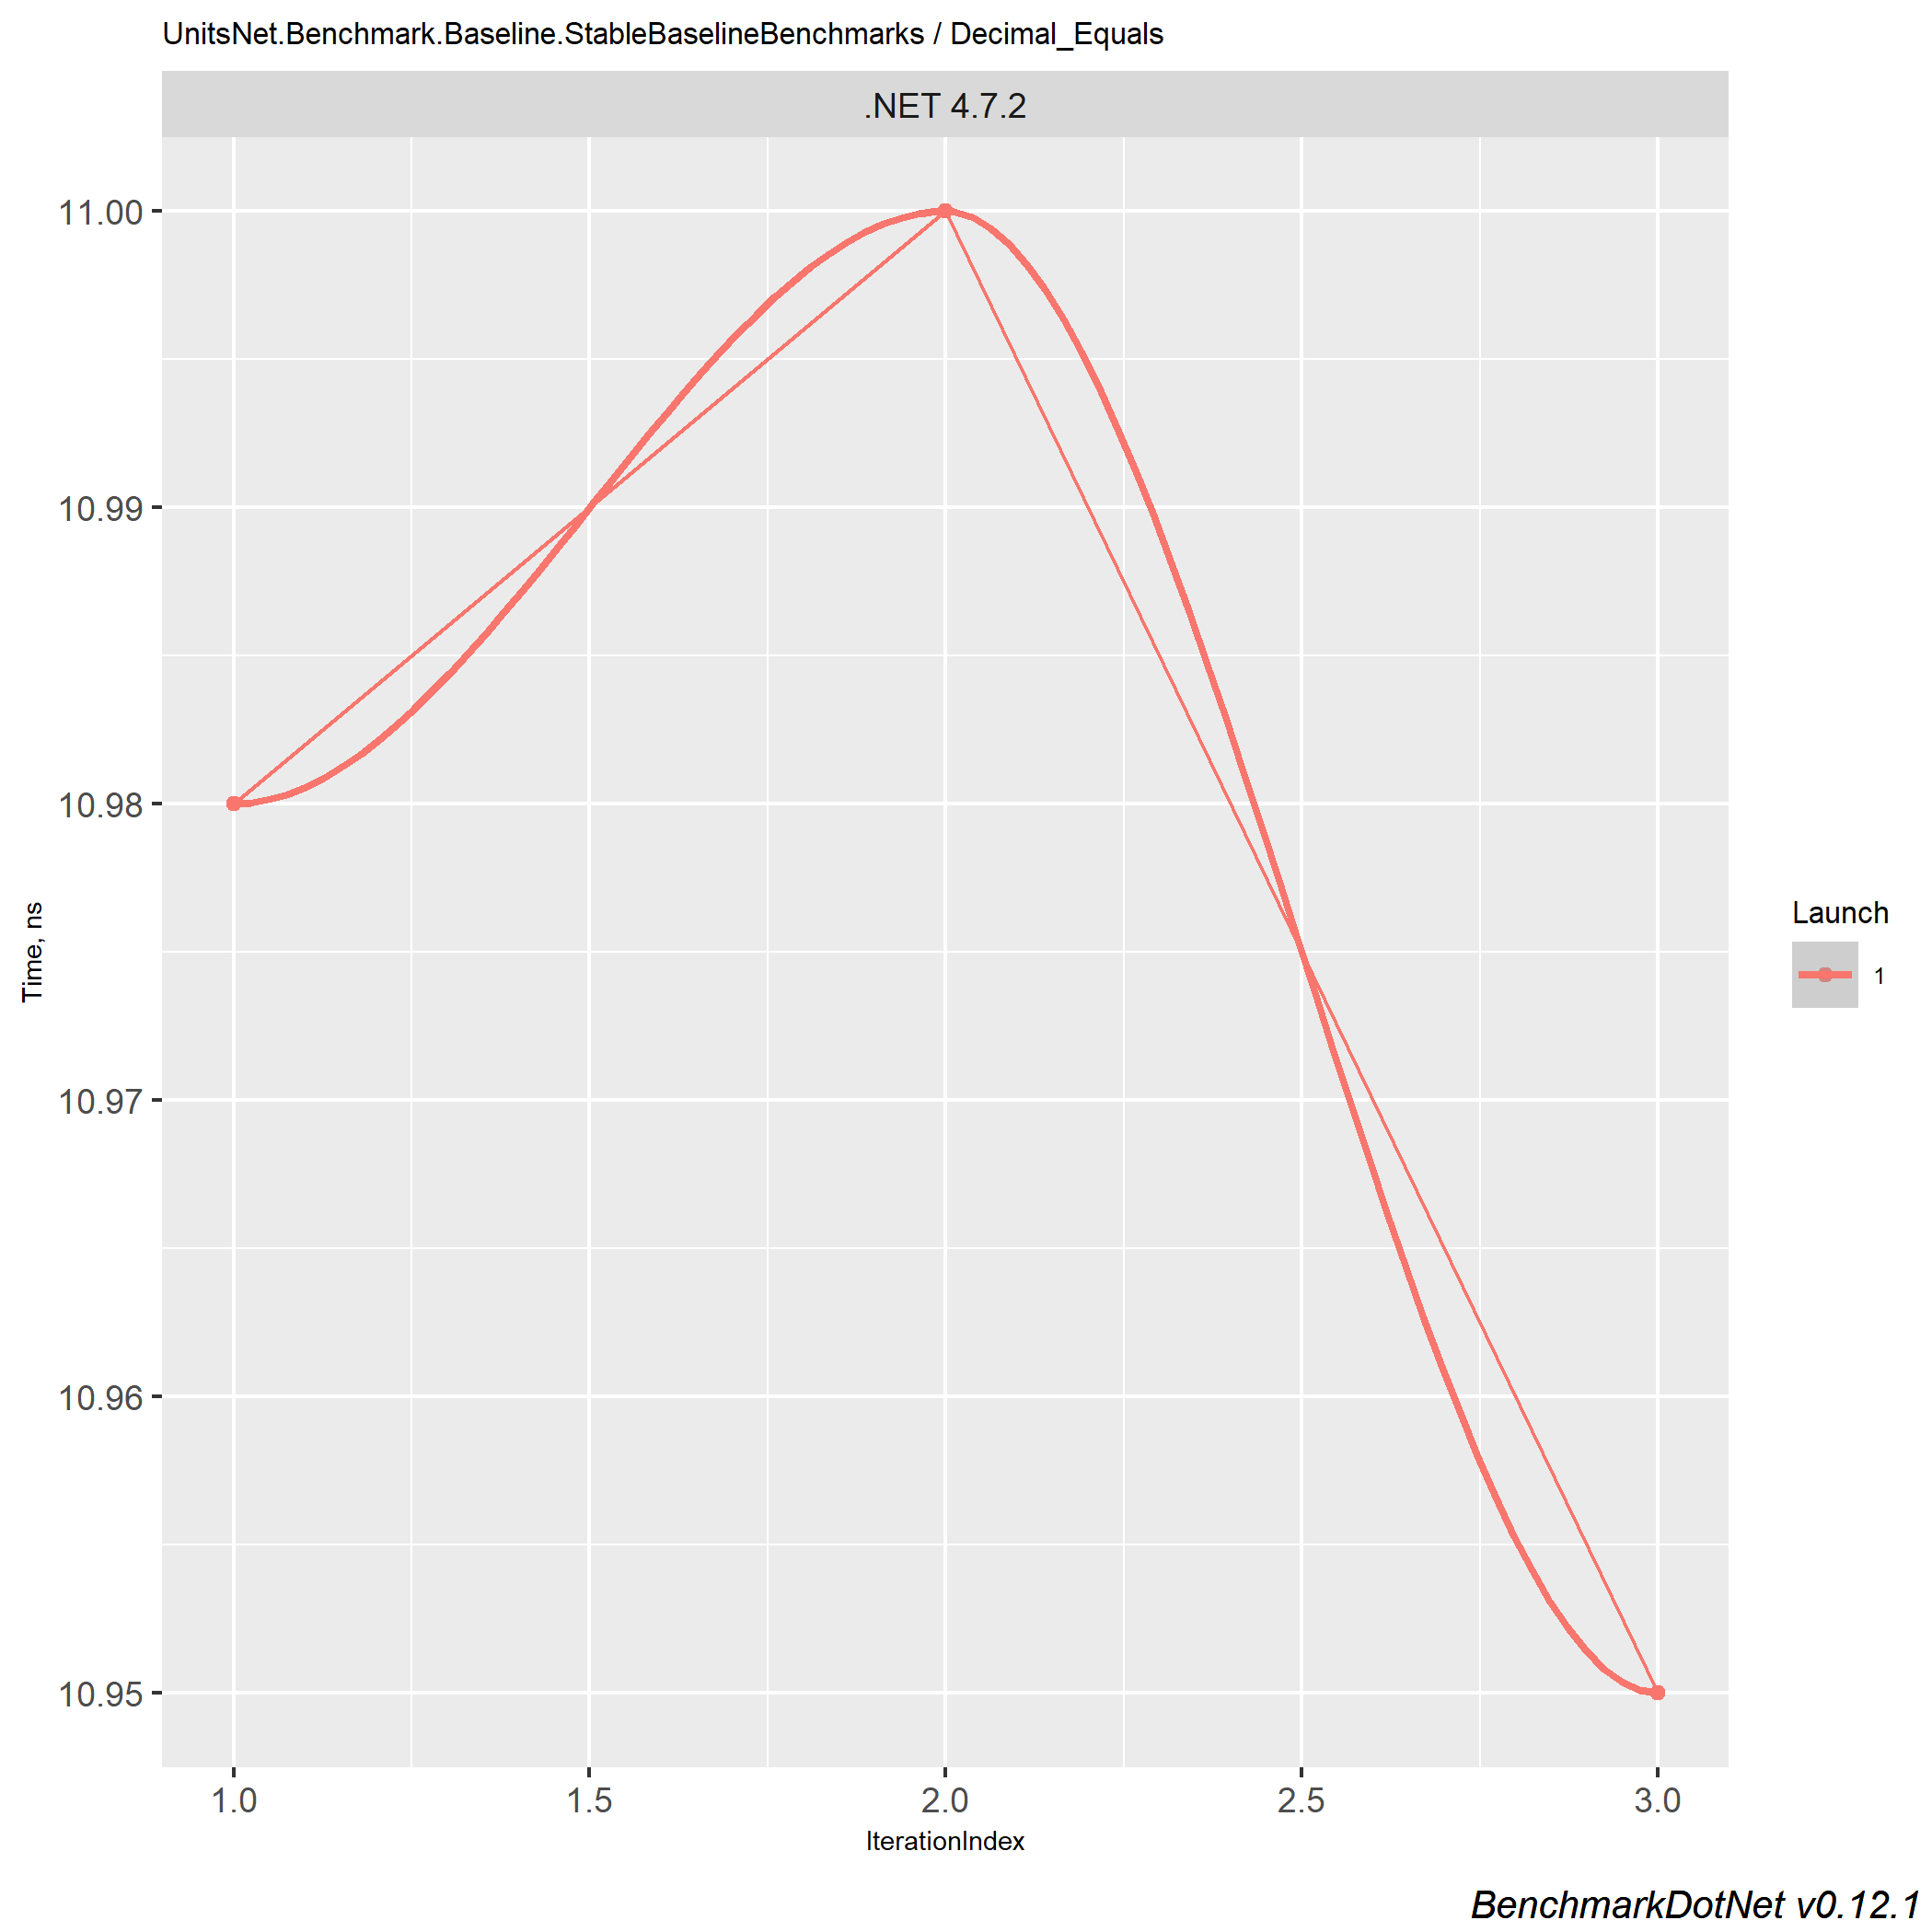 UnitsNet.Benchmark.Baseline.StableBaselineBenchmarks / Decimal_Equals
.NET 4.7.2
11.00
10.99
10.98
10.97
10.96
10.95
Time, ns
1.0 1.5 2.0 2.5 3.0
IterationIndex
Launch
1
BenchmarkDotNet v0.12.1